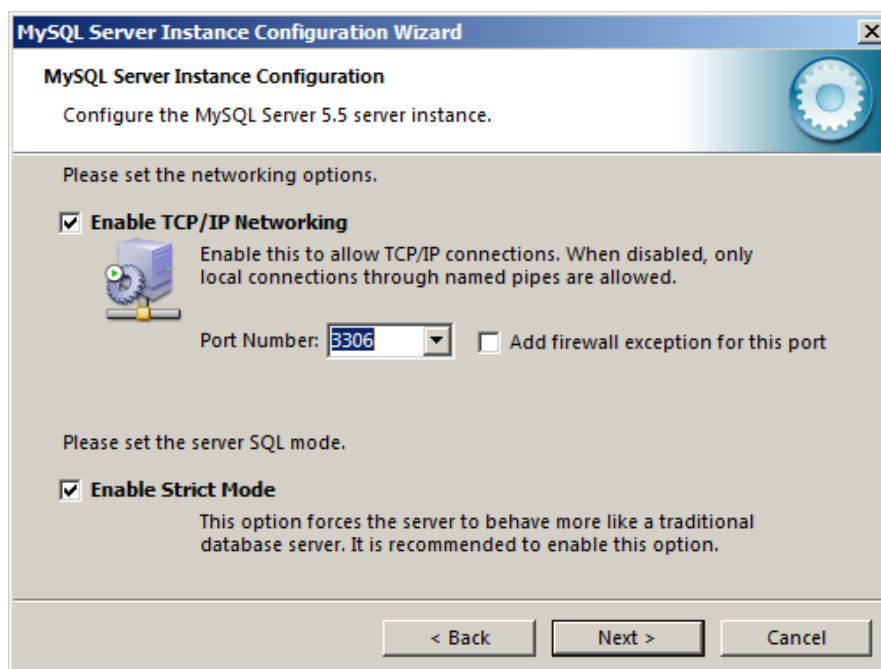 MySQL Server Instance Configuration Wizard
MySQL Server Instance Configuration
Configure the MySQL Server 5.5 server instance.
Please set the networking options.
Enable TCP/IP Networking
Enable this to allow TCP/IP connections. When disabled, only
local connections through named pipes are allowed.
Port Number: 3306 Add firewall exception for this port
Please set the server SQL mode.
Enable Strict Mode
This option forces the server to behave more like a traditional
database server. It is recommended to enable this option.
< Back Next > Cancel